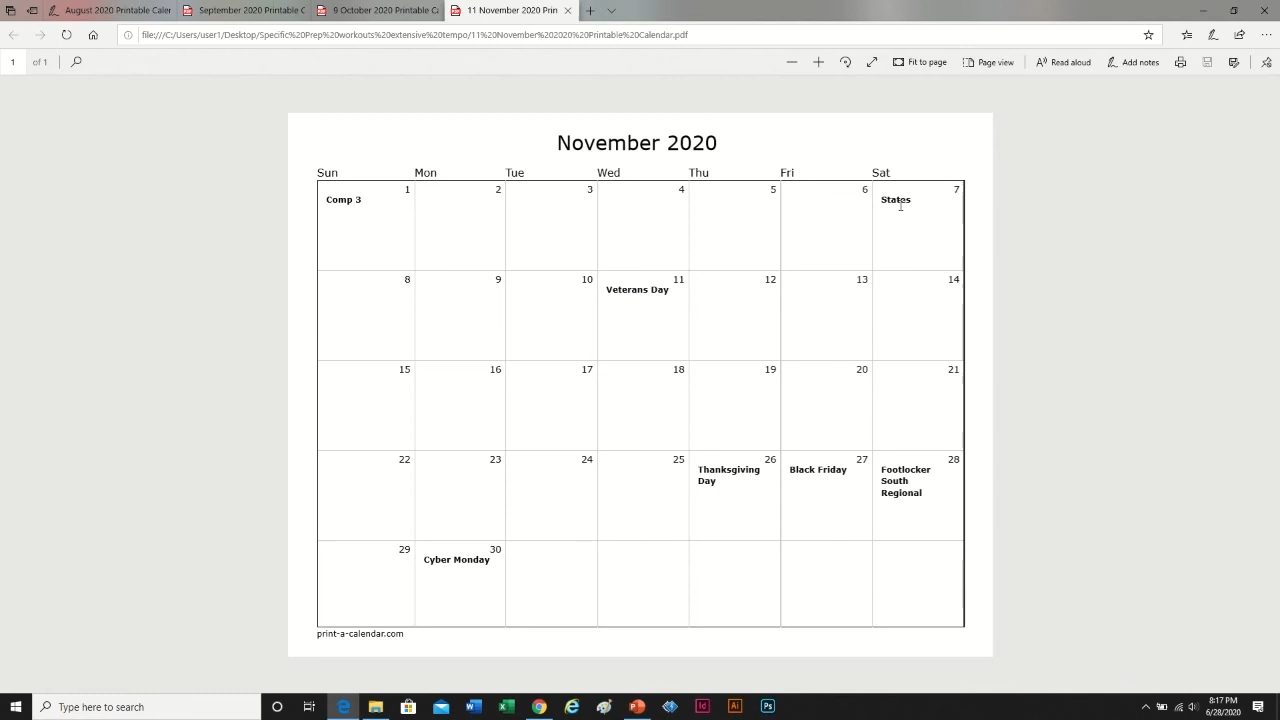 August 2020 Printable Caler
September 2020 Printable C
9 October 2020 Printable Ca
11 November 2020 Prin
file:///C:/Users/user1/Desktop/Specific%20Prep%20workouts%20extensive%20tempo/11%20November%202020%20Printable%20Calendar.pdf
1 of 1
Fit to page
Page view
Read aloud
Add notes
November 2020
Sun Mon Tue Wed Thu Fri Sat
1 2 3 4 5 6 7
Comp 3 States
8 9 10 11 12 13 14
Veterans Day
15 16 17 18 19 20 21
22 23 24 25 26 27 28
Thanksgiving Black Friday Footlocker
Day South
Regional
29 30
Cyber Monday
print-a-calendar.com
Type here to search
8:17 PM
6/28/2020